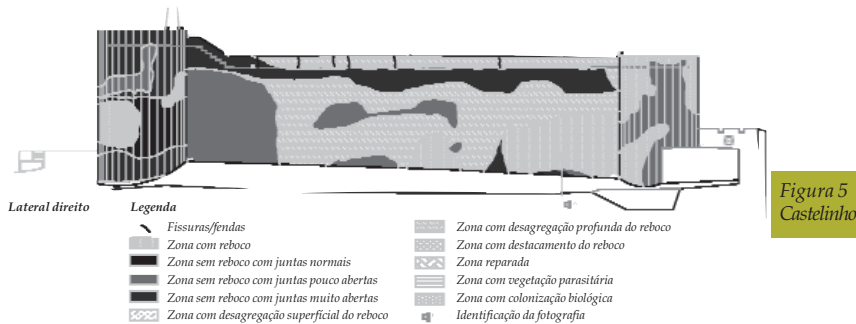 Lateral direito
Legenda
Fissuras/fendas
Zona com reboco
Zona sem reboco com juntas normais
Zona sem reboco com juntas pouco abertas
Zona sem reboco com juntas muito abertas
Zona com desagregação superficial do reboco
Zona com desagregação profunda do reboco
Zona com destacamento do reboco
Zona reparada
Zona com vegetação parasitária
Zona com colonização biológica
Identificação da fotografia
Figura 5
Castelinho